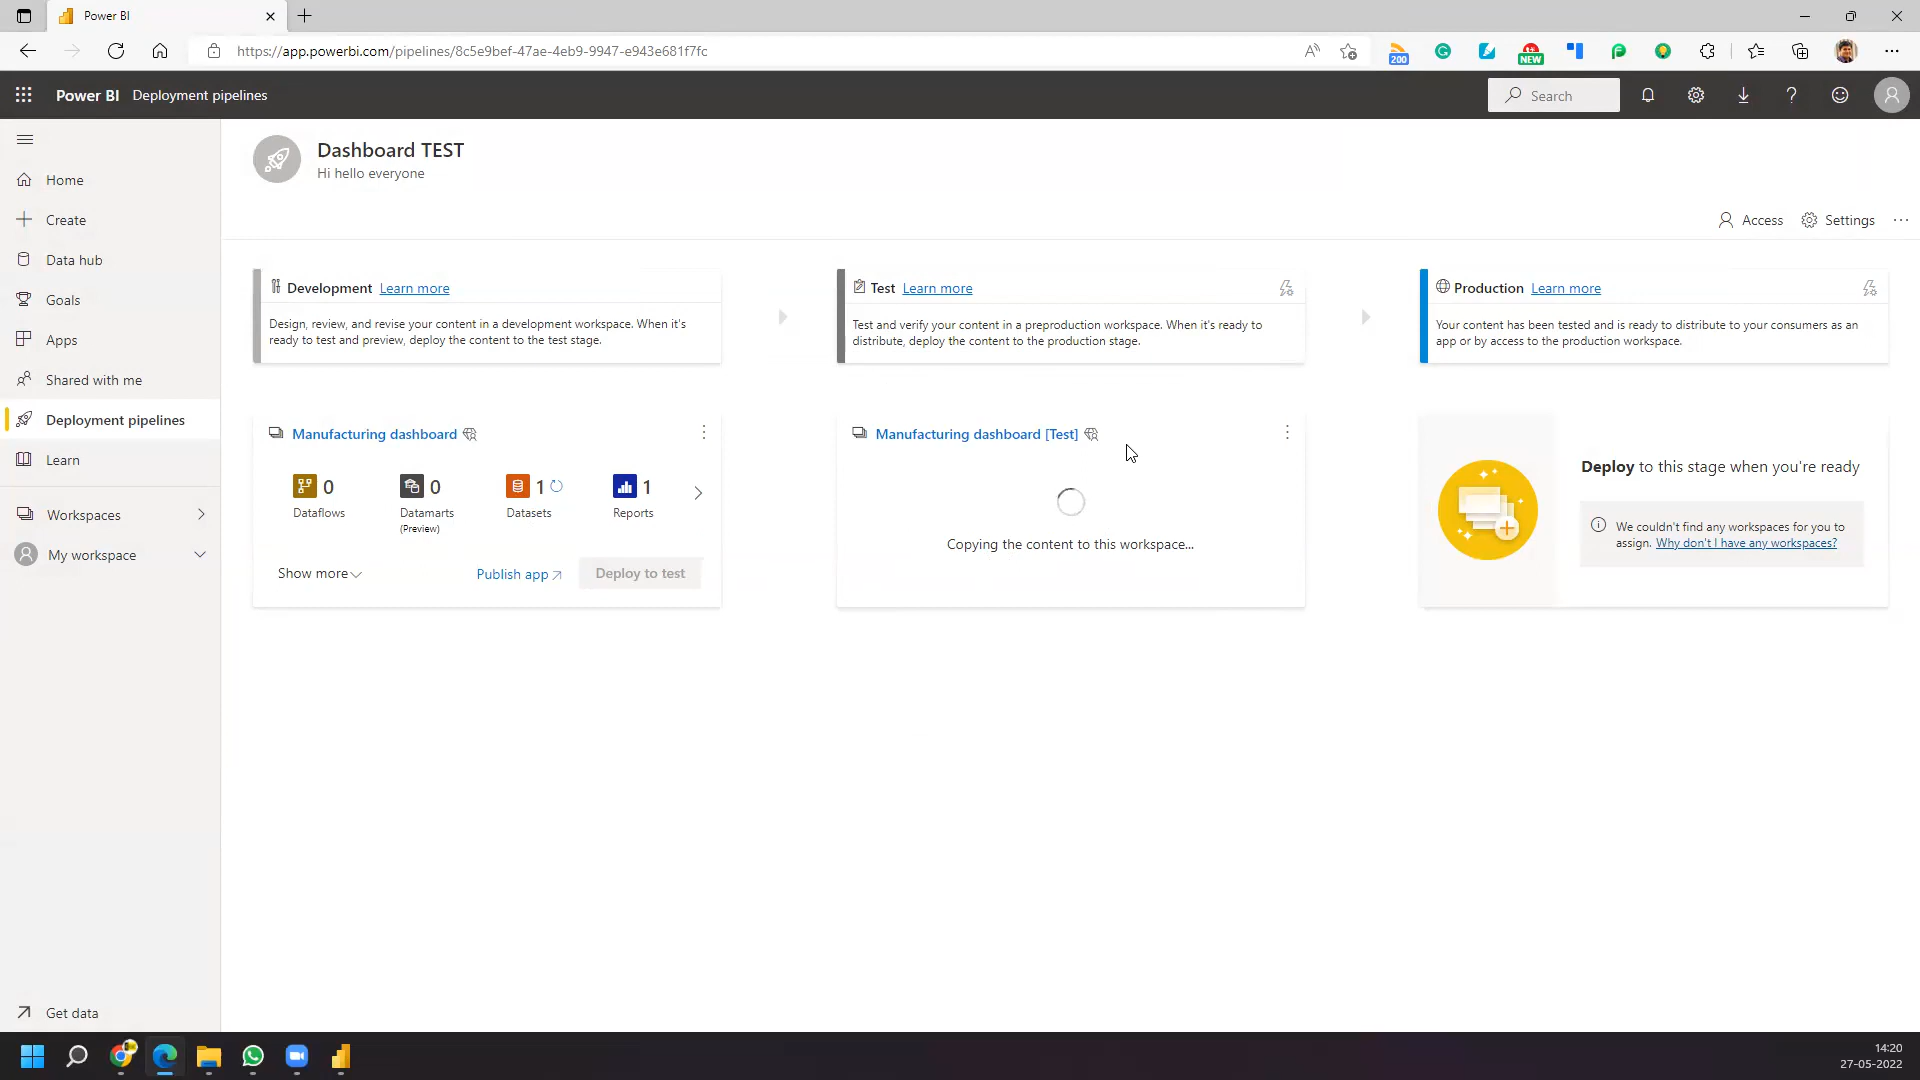 Power BI
https://app.powerbi.com/pipelines/8c5e9bef-47ae-4eb9-9947-e943e681f7fc
200
NEW
Power BI Deployment pipelines
Search
Dashboard TEST
Hi hello everyone
Access
Settings
Home
Create
Data hub
Goals
Apps
Shared with me
Deployment pipelines
Learn
Workspaces
My workspace
Get data
Development Learn more
Design, review, and revise your content in a development workspace. When it's
ready to test and preview, deploy the content to the test stage.
Test Learn more
Test and verify your content in a preproduction workspace. When it's ready to
distribute, deploy the content to the production stage.
Production Learn more
Your content has been tested and is ready to distribute to your consumers as an
app or by access to the production workspace.
Manufacturing dashboard
0
Dataflows
0
Datamarts
(Preview)
1
Datasets
1
Reports
Show more
Publish app
Deploy to test
Manufacturing dashboard [Test]
Copying the content to this workspace...
Deploy to this stage when you're ready
We couldn't find any workspaces for you to
assign. Why don't I have any workspaces?
14:20
27-05-2022